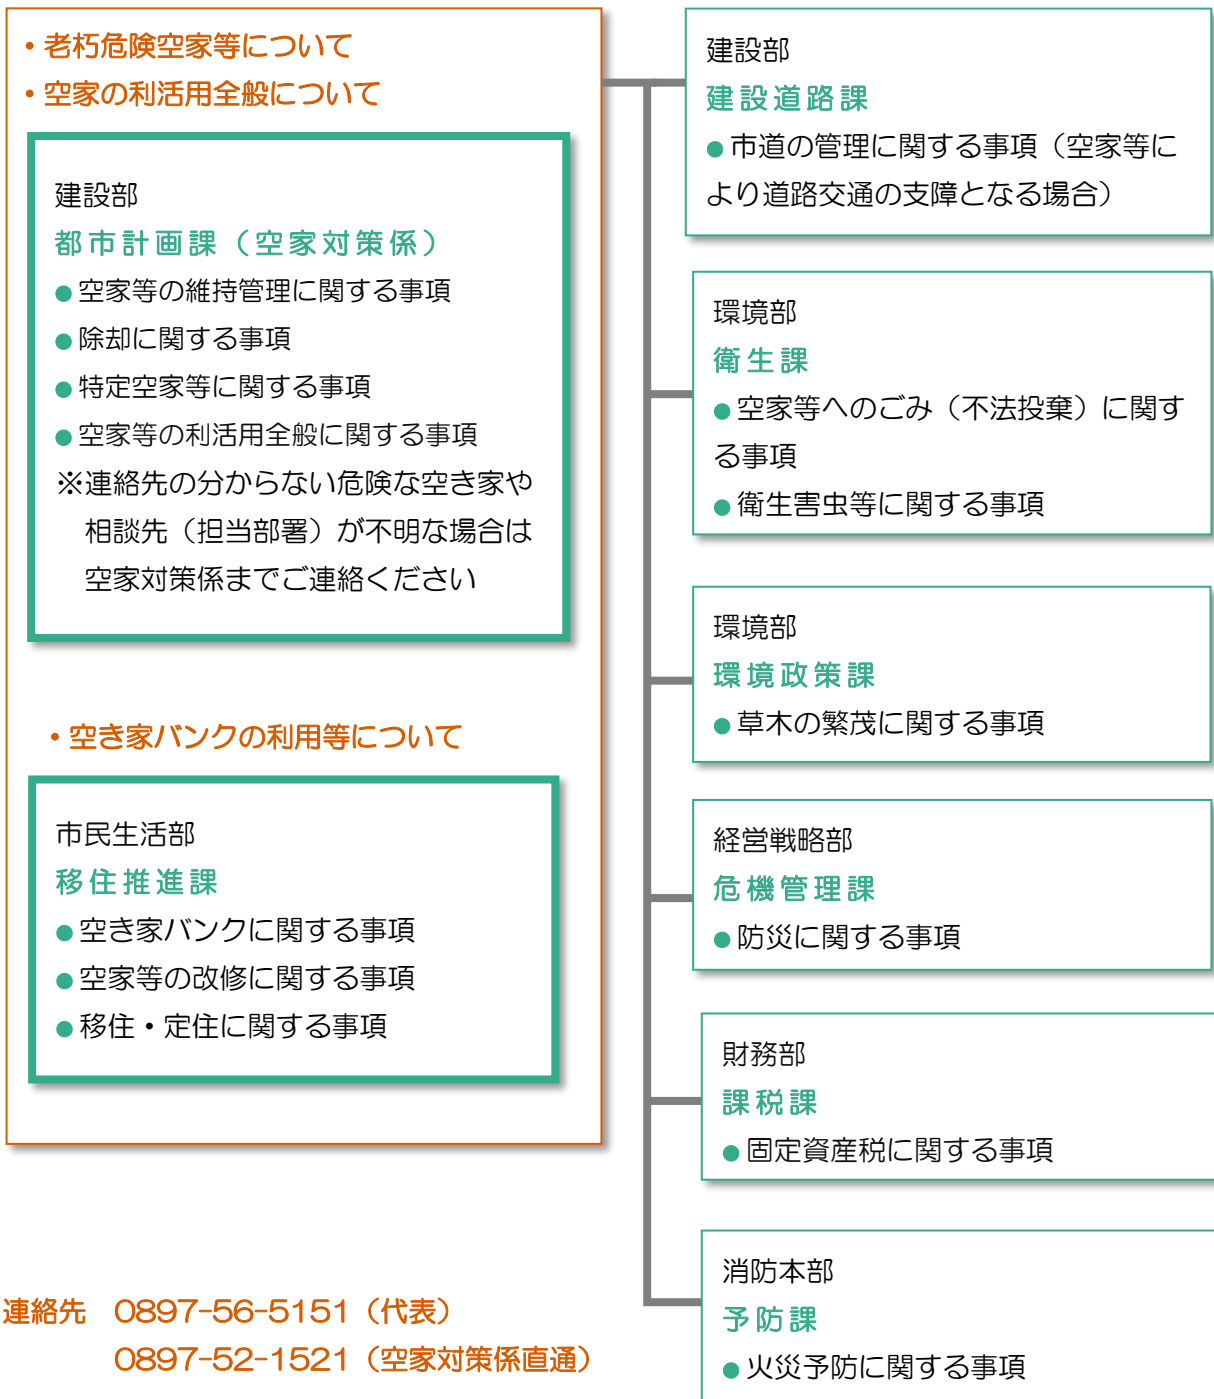 ・老朽危険空家等について
・空家の利活用全般について
建設部
都市計画課（空家対策係）
●空家等の維持管理に関する事項
●除却に関する事項
●特定空家等に関する事項
●空家等の利活用全般に関する事項
※連絡先の分からない危険な空き家や
相談先（担当部署）が不明な場合は
空家対策係までご連絡ください
・空き家バンクの利用等について
市民生活部
移住推進課
●空き家バンクに関する事項
●空家等の改修に関する事項
●移住・定住に関する事項
連絡先　0897-56-5151（代表）
0897-52-1521（空家対策係直通）
建設部
建設道路課
●市道の管理に関する事項（空家等に
より道路交通の支障となる場合）
環境部
衛生課
●空家等へのごみ（不法投棄）に関す
る事項
●衛生害虫等に関する事項
環境部
環境政策課
●草木の繁茂に関する事項
経営戦略部
危機管理課
●防災に関する事項
財務部
課税課
●固定資産税に関する事項
消防本部
予防課
●火災予防に関する事項